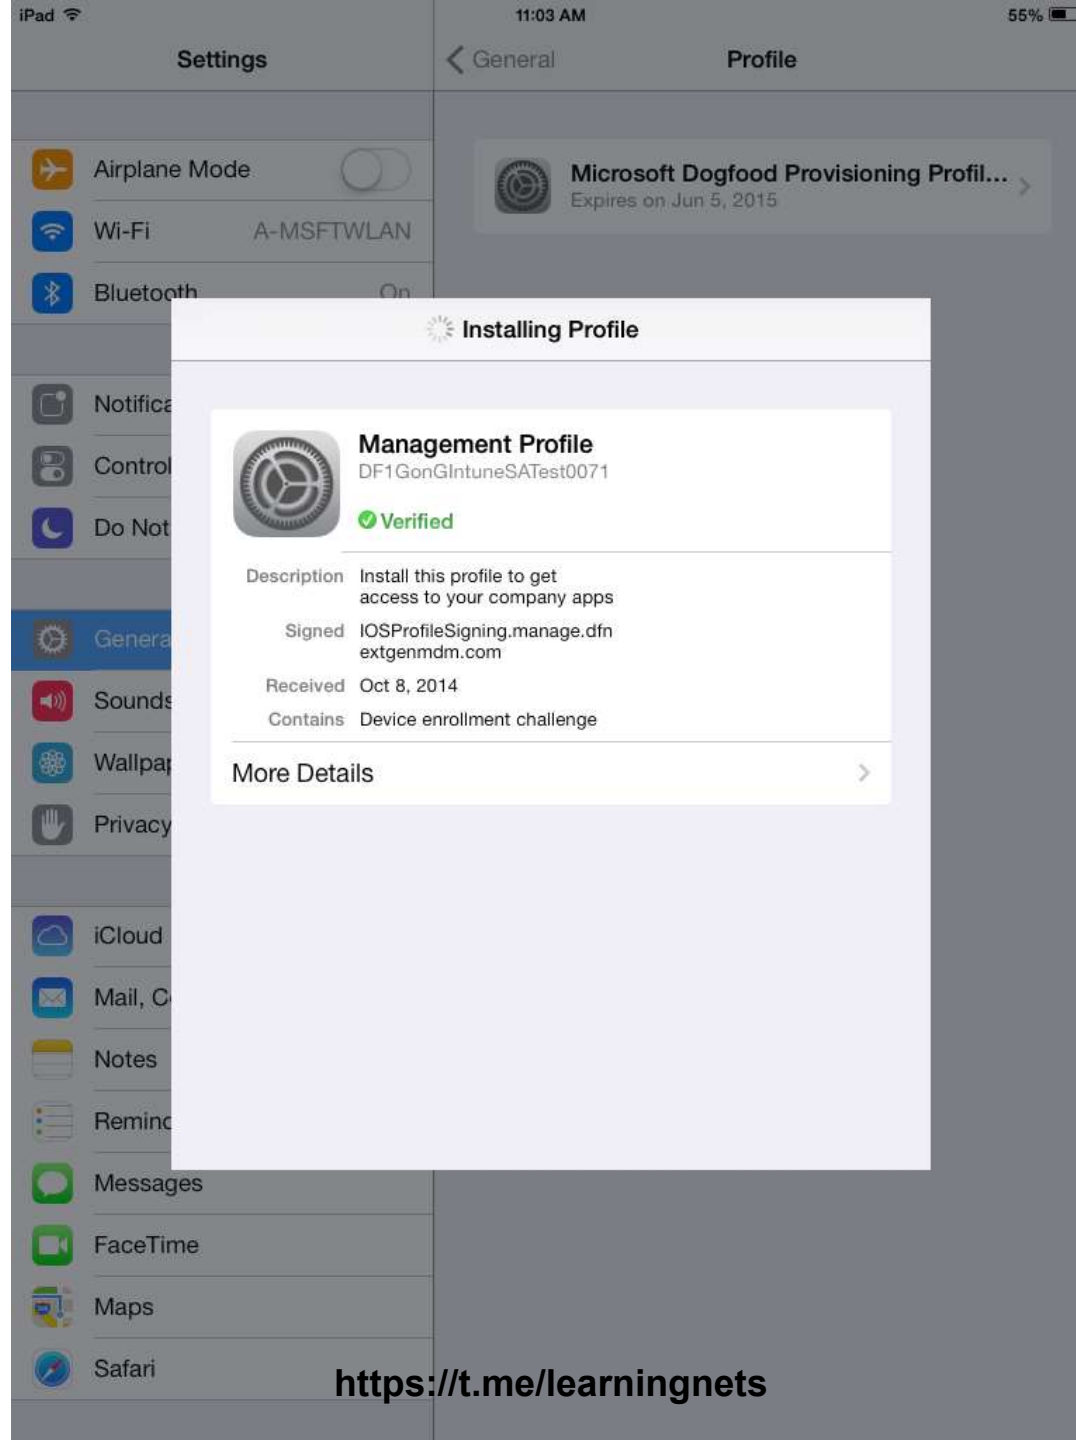 iPad
11:03 AM
55%
Settings
General
Profile
Airplane Mode
Microsoft Dogfood Provisioning Profil...
Expires on Jun 5, 2015
Wi-Fi
A-MSFTWLAN
Bluetooth
On
Installing Profile
Notifica
Control
Do Not
Management Profile
DF1GonGIntuneSATest0071
Verified
Description
Install this profile to get
access to your company apps
Signed
IOSProfileSigning.manage.dfn
extgenmdm.com
Received
Oct 8, 2014
Contains
Device enrollment challenge
More Details
Genera
Sounds
Wallpap
Privacy
iCloud
Mail, Co
Notes
Remind
Messages
FaceTime
Maps
Safari
https://t.me/learningnets